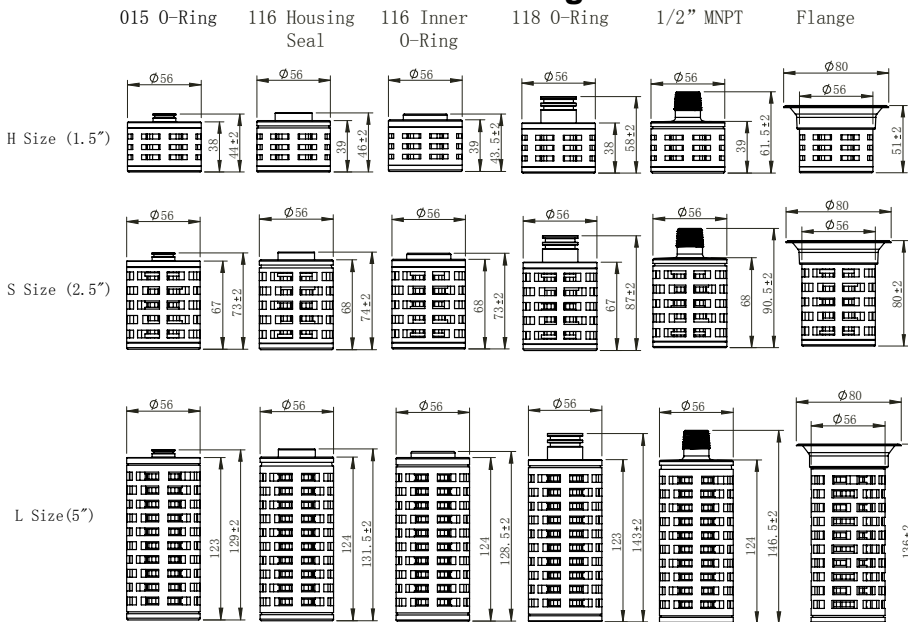 015 O-Ring
116 Housing
Seal
116 Inner
O-Ring
118 O-Ring
1/2” MNPT
Flange
H Size (1.5″)
Φ56
38
44±2
Φ56
39
46±2
Φ56
39
43.5±2
Φ56
38
58±2
Φ56
39
61.5±2
Φ80
Φ56
51±2
S Size (2.5″)
Φ56
67
73±2
Φ56
68
74±2
Φ56
68
73±2
Φ56
67
87±2
Φ56
68
90.5±2
Φ80
Φ56
80±2
L Size(5″)
Φ56
123
129±2
Φ56
124
131.5±2
Φ56
124
128.5±2
Φ56
123
143±2
Φ56
124
146.5±2
Φ80
Φ56
136±2